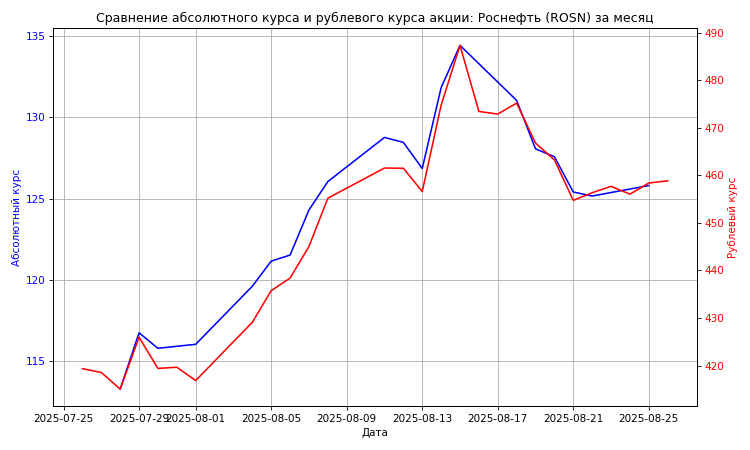 Сравнение абсолютного курса и рублевого курса акции: Роснефть (ROSN) за месяц
135
130
125
120
115
Абсолютный курс
490
480
470
460
450
440
430
420
Рублевый курс
2025-07-25 2025-07-29 2025-08-01 2025-08-05 2025-08-09 2025-08-13 2025-08-17 2025-08-21 2025-08-25
Дата